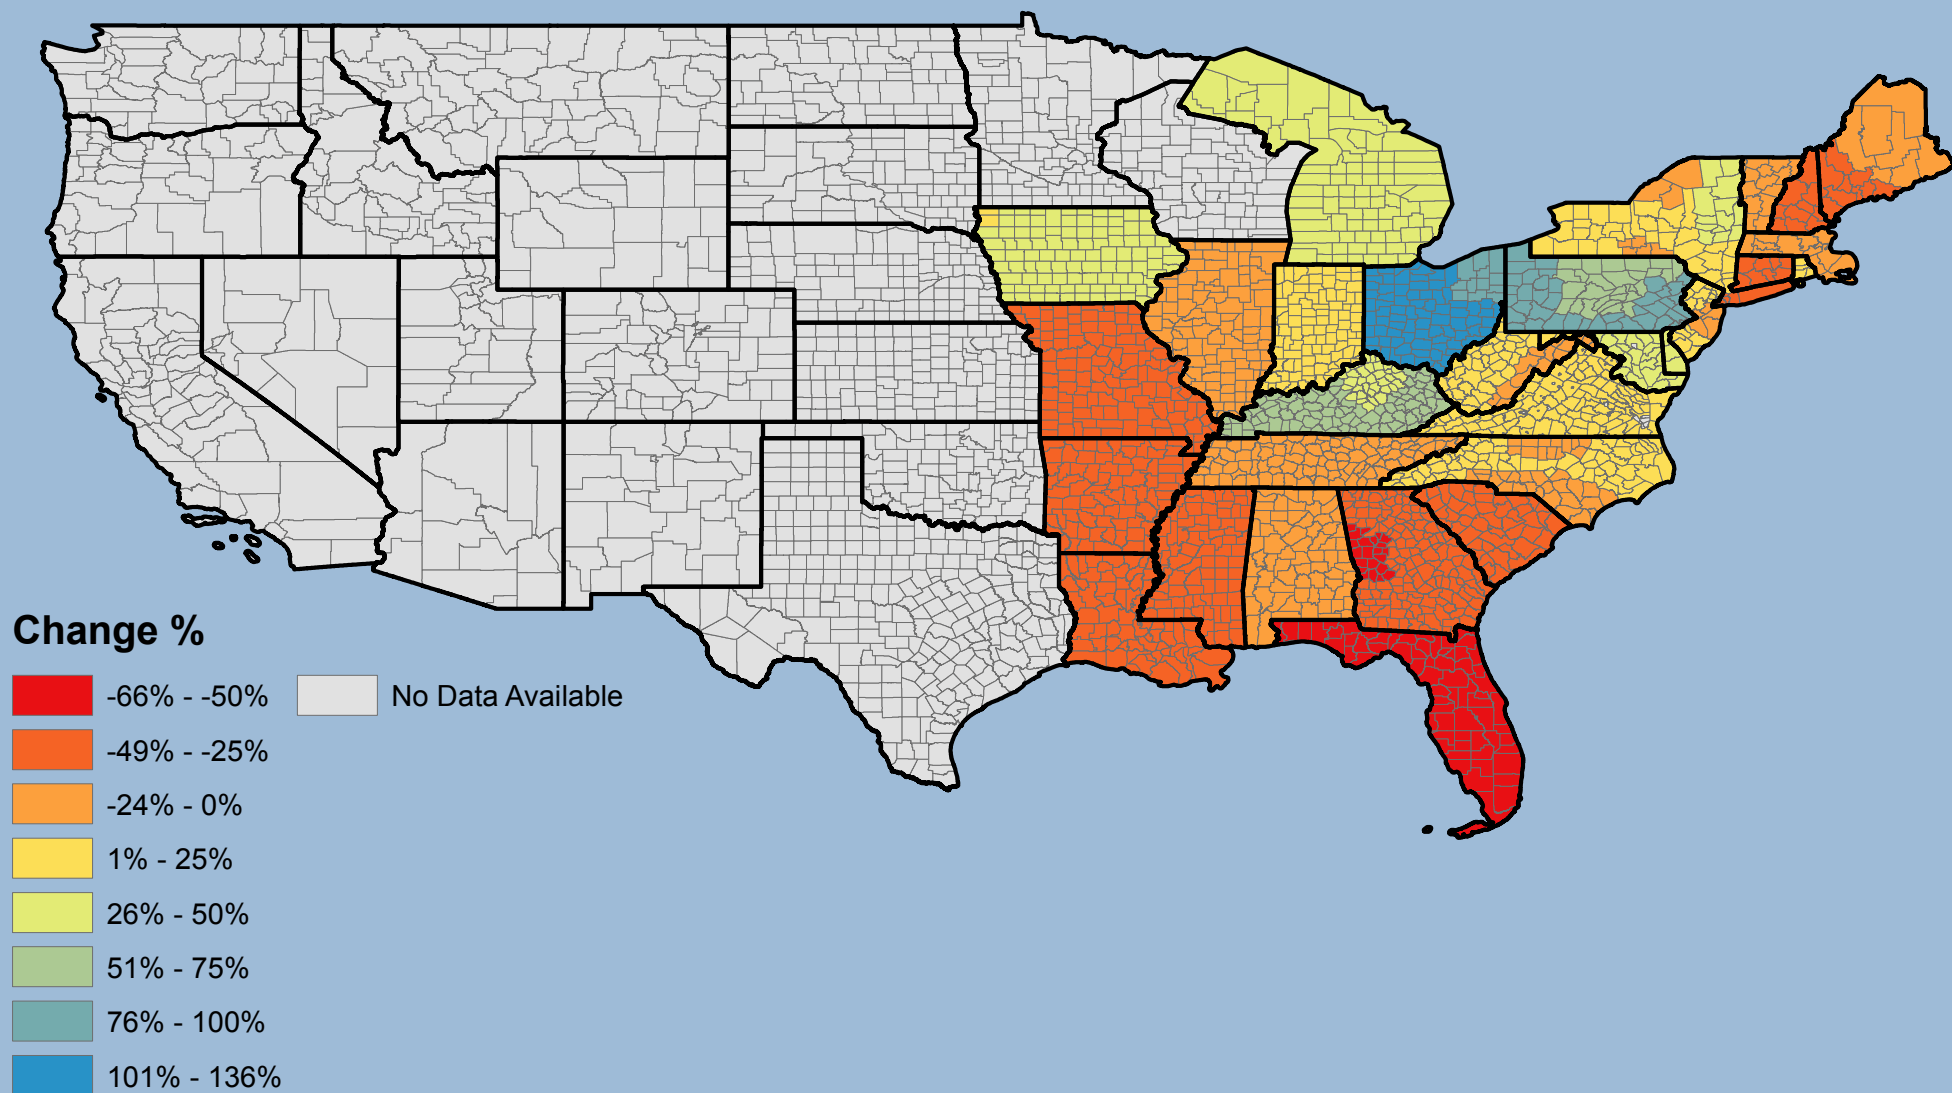 Change %
-66% - -50%
No Data Available
-49% - -25%
-24% - 0%
1% - 25%
26% - 50%
51% - 75%
76% - 100%
101% - 136%